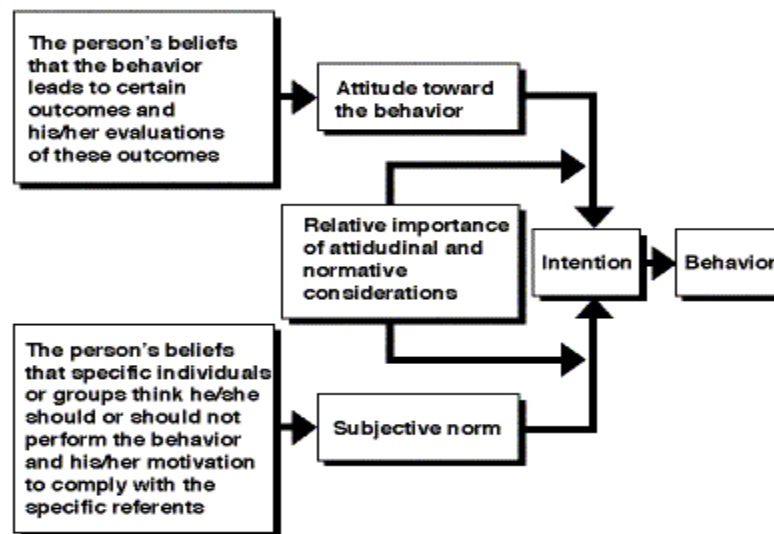 The person's beliefs
that the behavior
leads to certain
outcomes and
his/her evaluations
of these outcomes
Attitude toward
the behavior
Relative importance
of attidudinal and
normative
considerations
Intention
Behavior
The person's beliefs
that specific individuals
or groups think he/she
should or should not
perform the behavior
and his/her motivation
to comply with the
specific referents
Subjective norm